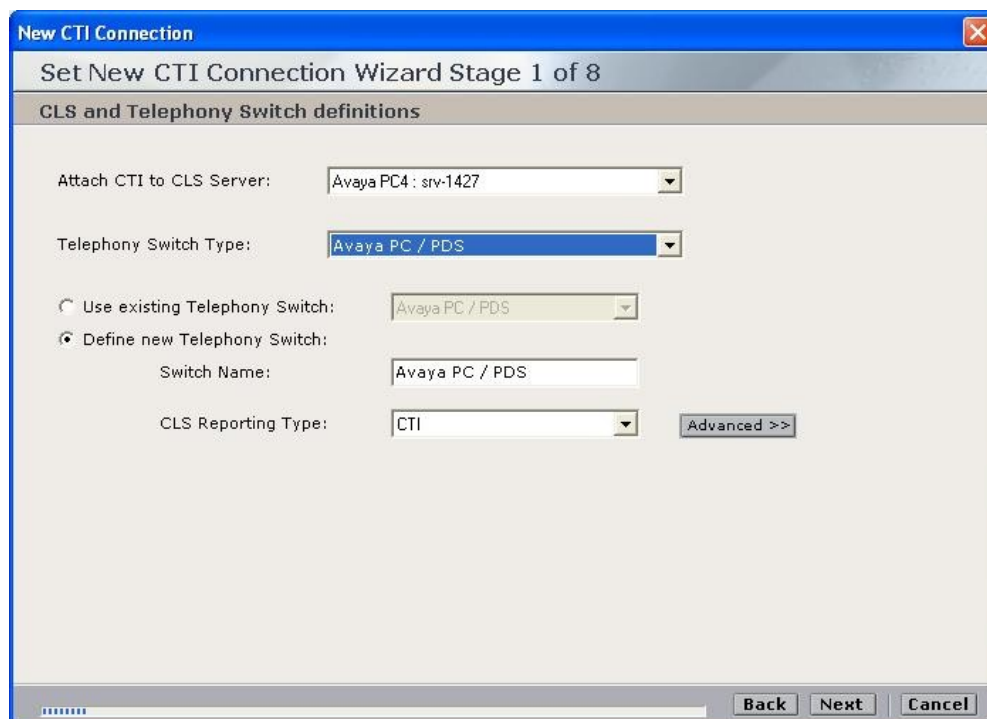 New CTI Connection
Set New CTI Connection Wizard Stage 1 of 8
CLS and Telephony Switch definitions
Attach CTI to CLS Server: Avaya PC4 : srv-1427
Telephony Switch Type: Avaya PC / PDS
Use existing Telephony Switch: Avaya PC / PDS
Define new Telephony Switch:
Switch Name: Avaya PC / PDS
CLS Reporting Type: CTI Advanced >>
Back Next Cancel